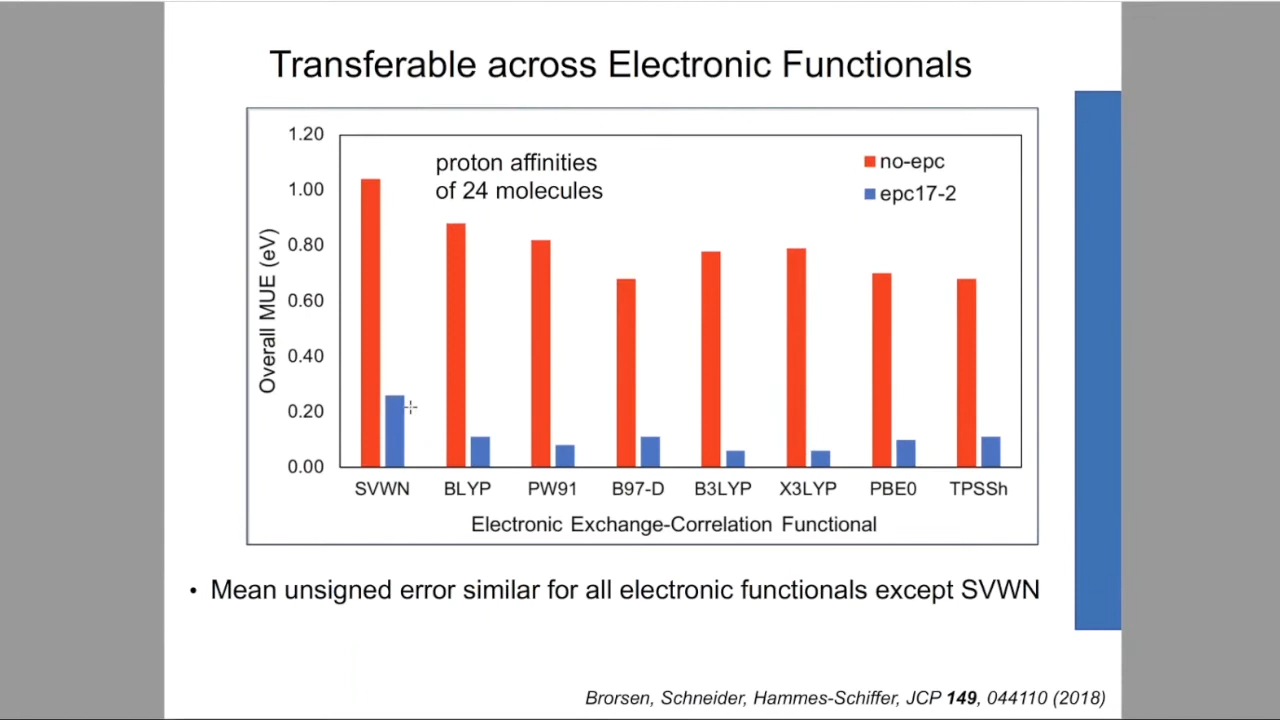 Transferable across Electronic Functionals
1.20
1.00
0.80
0.60
0.40
0.20
0.00
Overall MUE (eV)
proton affinities
of 24 molecules
no-epc
epc17-2
SVWN BLYP PW91 B97-D B3LYP X3LYP PBE0 TPSSh
Electronic Exchange-Correlation Functional
• Mean unsigned error similar for all electronic functionals except SVWN
Brorsen, Schneider, Hammes-Schiffer, JCP 149, 044110 (2018)